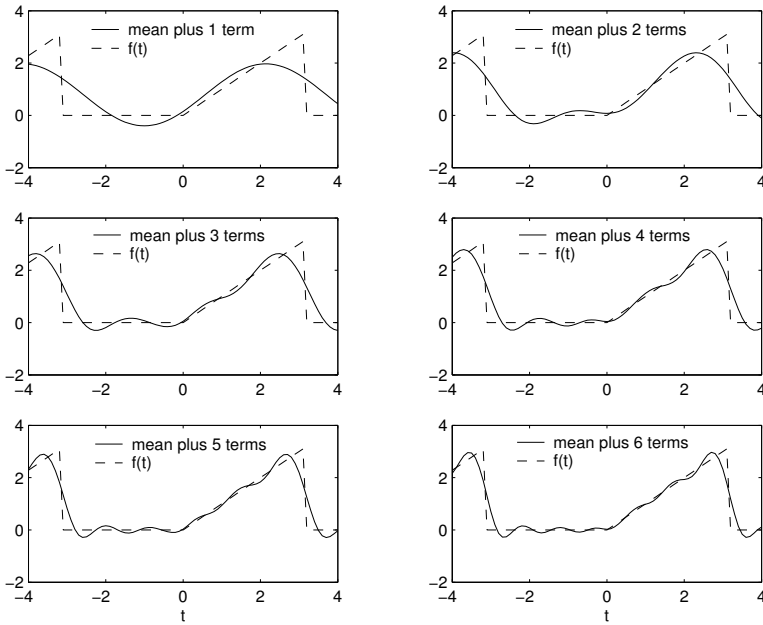 4
mean plus 1 term
f(t)
2
0
−2
−4 −2 0 2 4
4
mean plus 2 terms
f(t)
2
0
−2
−4 −2 0 2 4
4
mean plus 3 terms
f(t)
2
0
−2
−4 −2 0 2 4
4
mean plus 4 terms
f(t)
2
0
−2
−4 −2 0 2 4
4
mean plus 5 terms
f(t)
2
0
−2
−4 −2 0 2 4
t
4
mean plus 6 terms
f(t)
2
0
−2
−4 −2 0 2 4
t